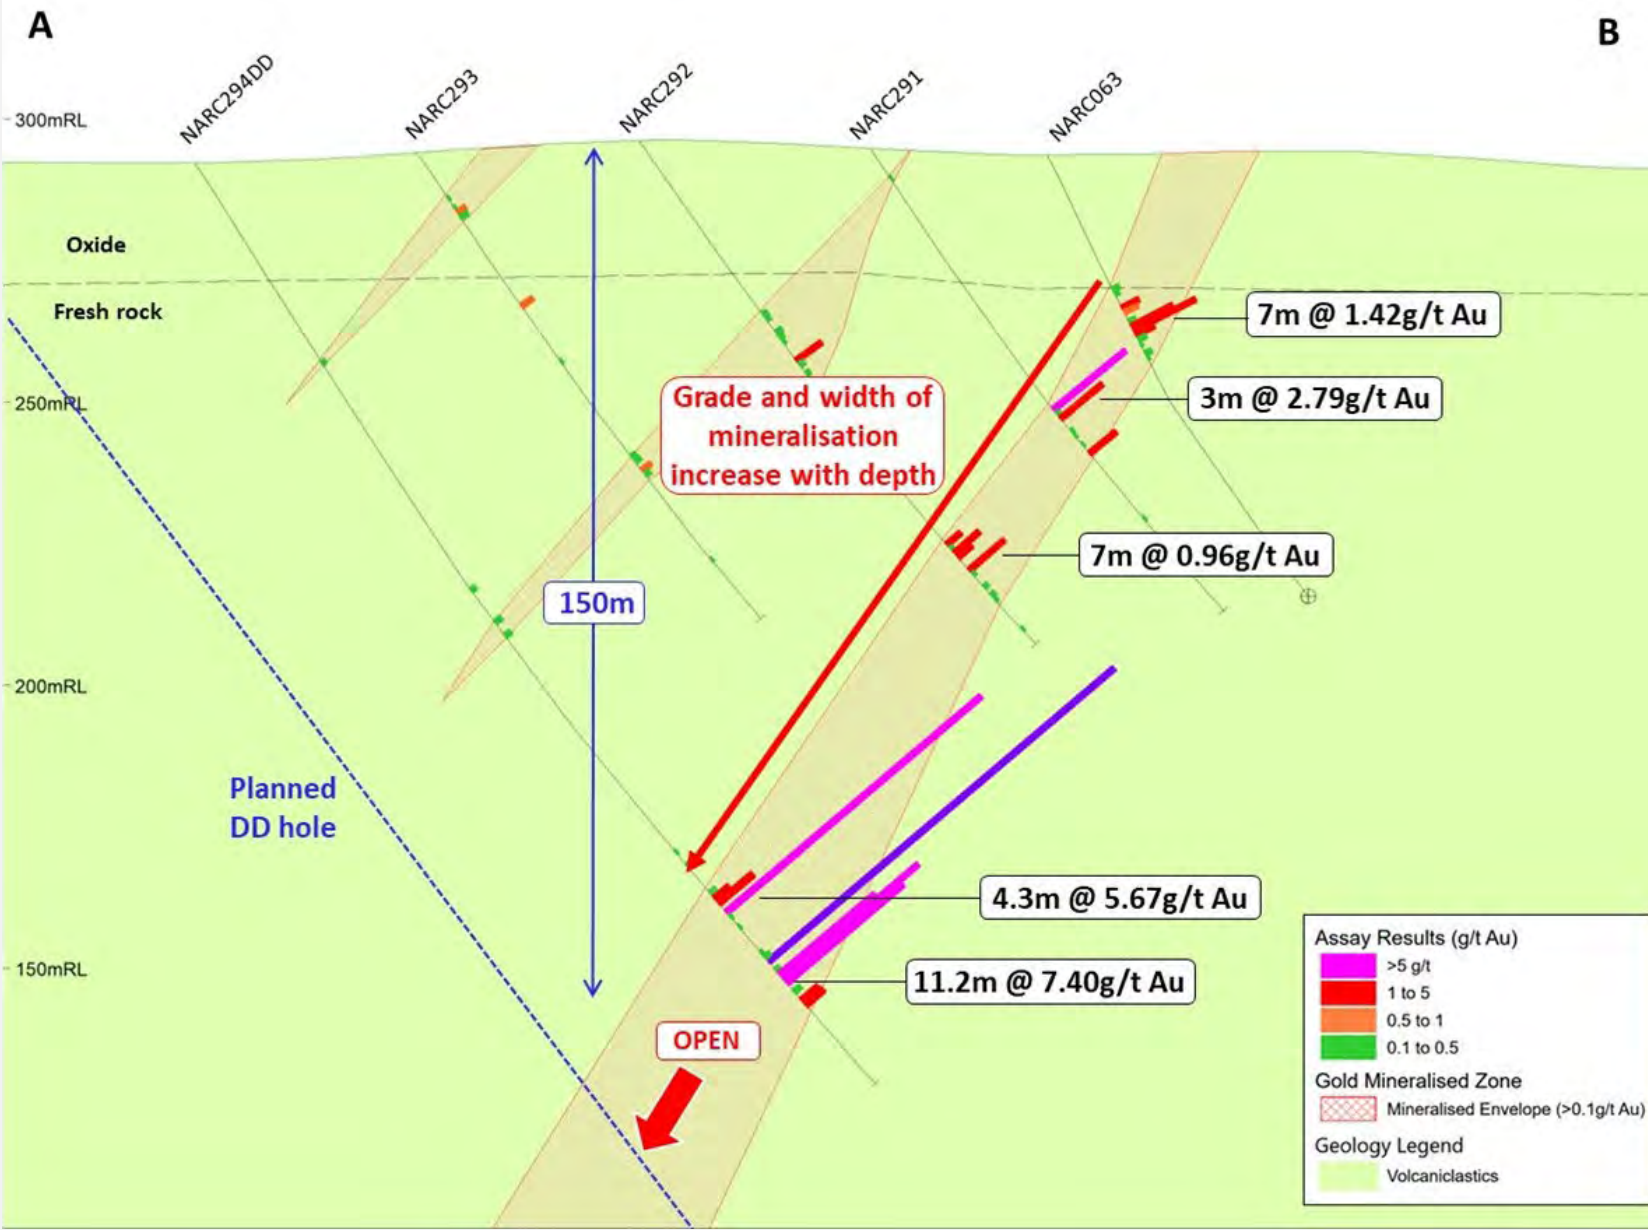 A
B
NARC294DD
NARC293
NARC292
NARC291
NARC063
300mRL
Oxide
Fresh rock
7m @ 1.42g/t Au
250mRL
Grade and width of
mineralisation
increase with depth
3m @ 2.79g/t Au
7m @ 0.96g/t Au
150m
200mRL
Planned
DD hole
4.3m @ 5.67g/t Au
150mRL
11.2m @ 7.40g/t Au
OPEN
Assay Results (g/t Au)
>5 g/t
1 to 5
0.5 to 1
0.1 to 0.5
Gold Mineralised Zone
Mineralised Envelope (>0.1g/t Au)
Geology Legend
Volcaniclastics